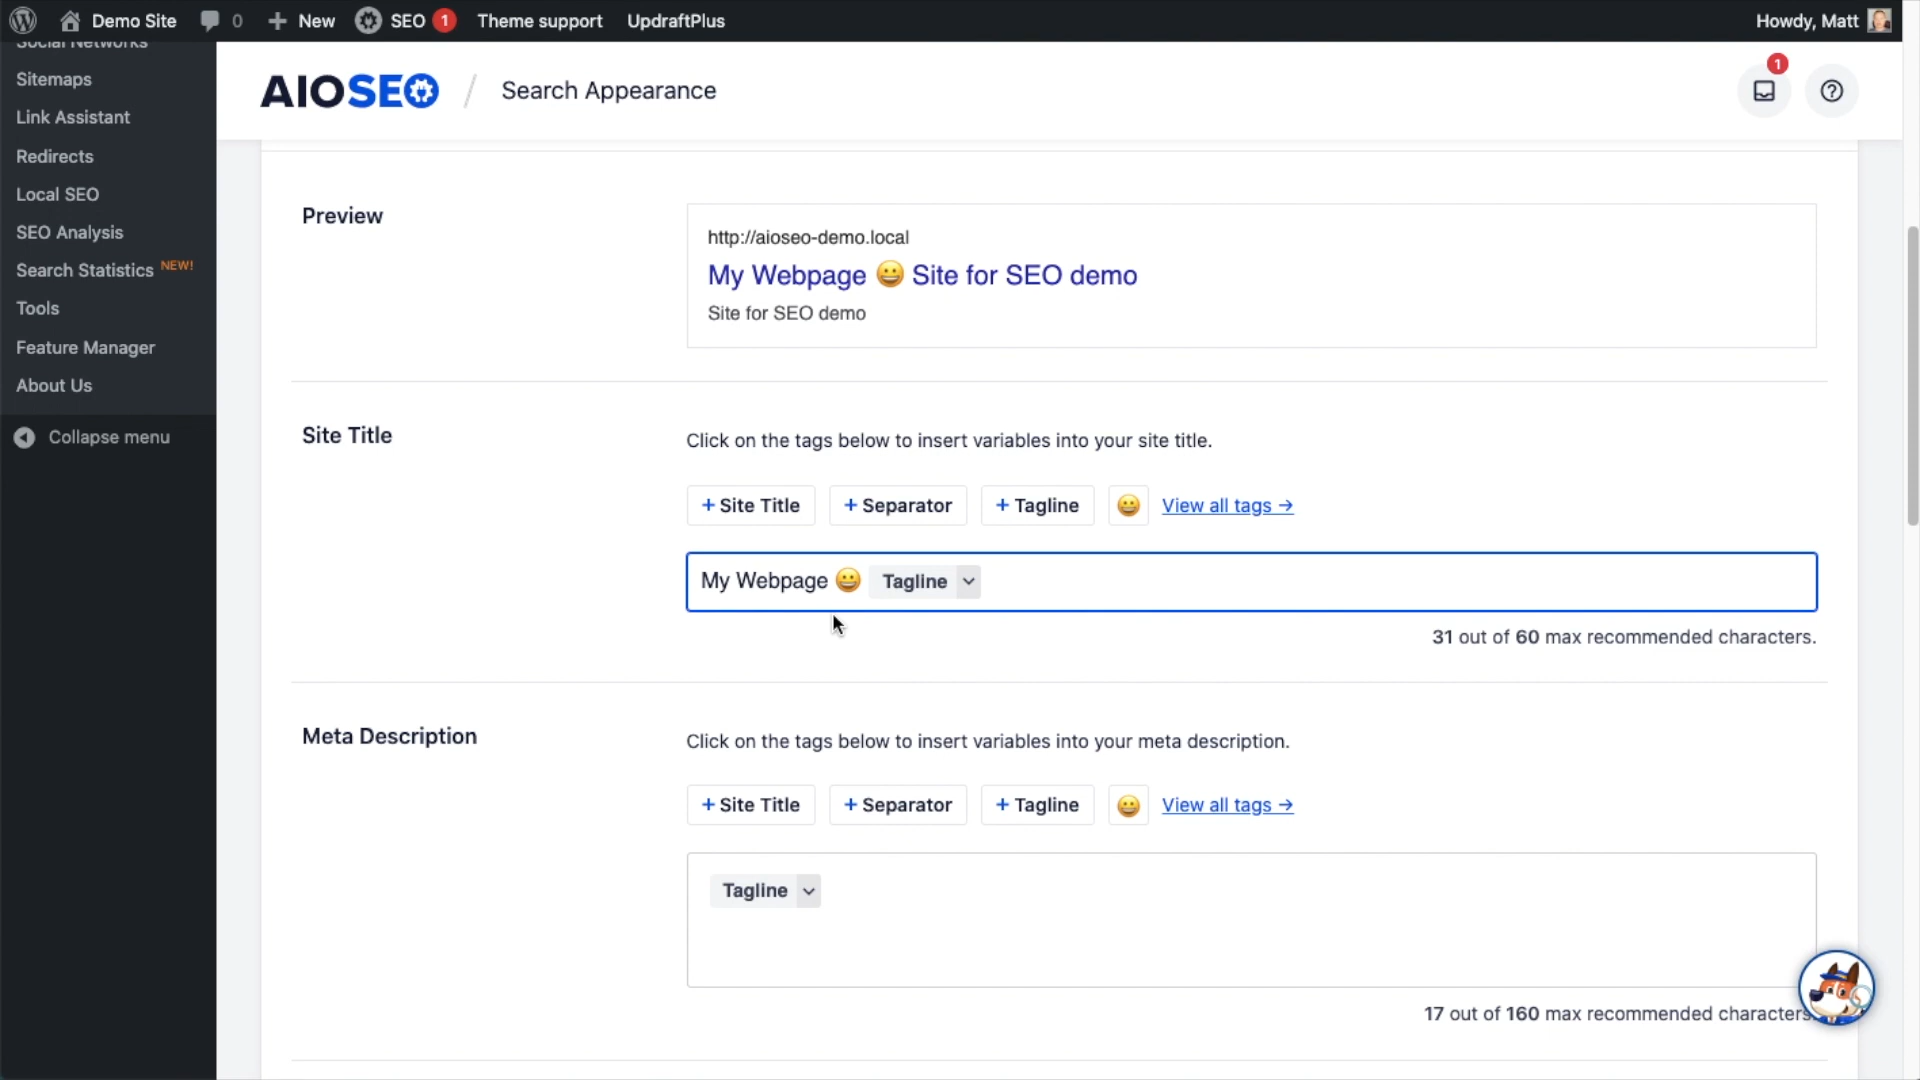 Demo Site 0 New SEO 1 Theme support UpdraftPlus Howdy, Matt
Social Networks
Sitemaps
Link Assistant
Redirects
Local SEO
SEO Analysis
Search Statistics NEW!
Tools
Feature Manager
About Us
Collapse menu
AIOSEO / Search Appearance
1
Preview
http://aioseo-demo.local
My Webpage 😀 Site for SEO demo
Site for SEO demo
Site Title
Click on the tags below to insert variables into your site title.
+ Site Title + Separator + Tagline 😀 View all tags →
My Webpage 😀 Tagline
31 out of 60 max recommended characters.
Meta Description
Click on the tags below to insert variables into your meta description.
+ Site Title + Separator + Tagline 😀 View all tags →
Tagline
17 out of 160 max recommended characters.